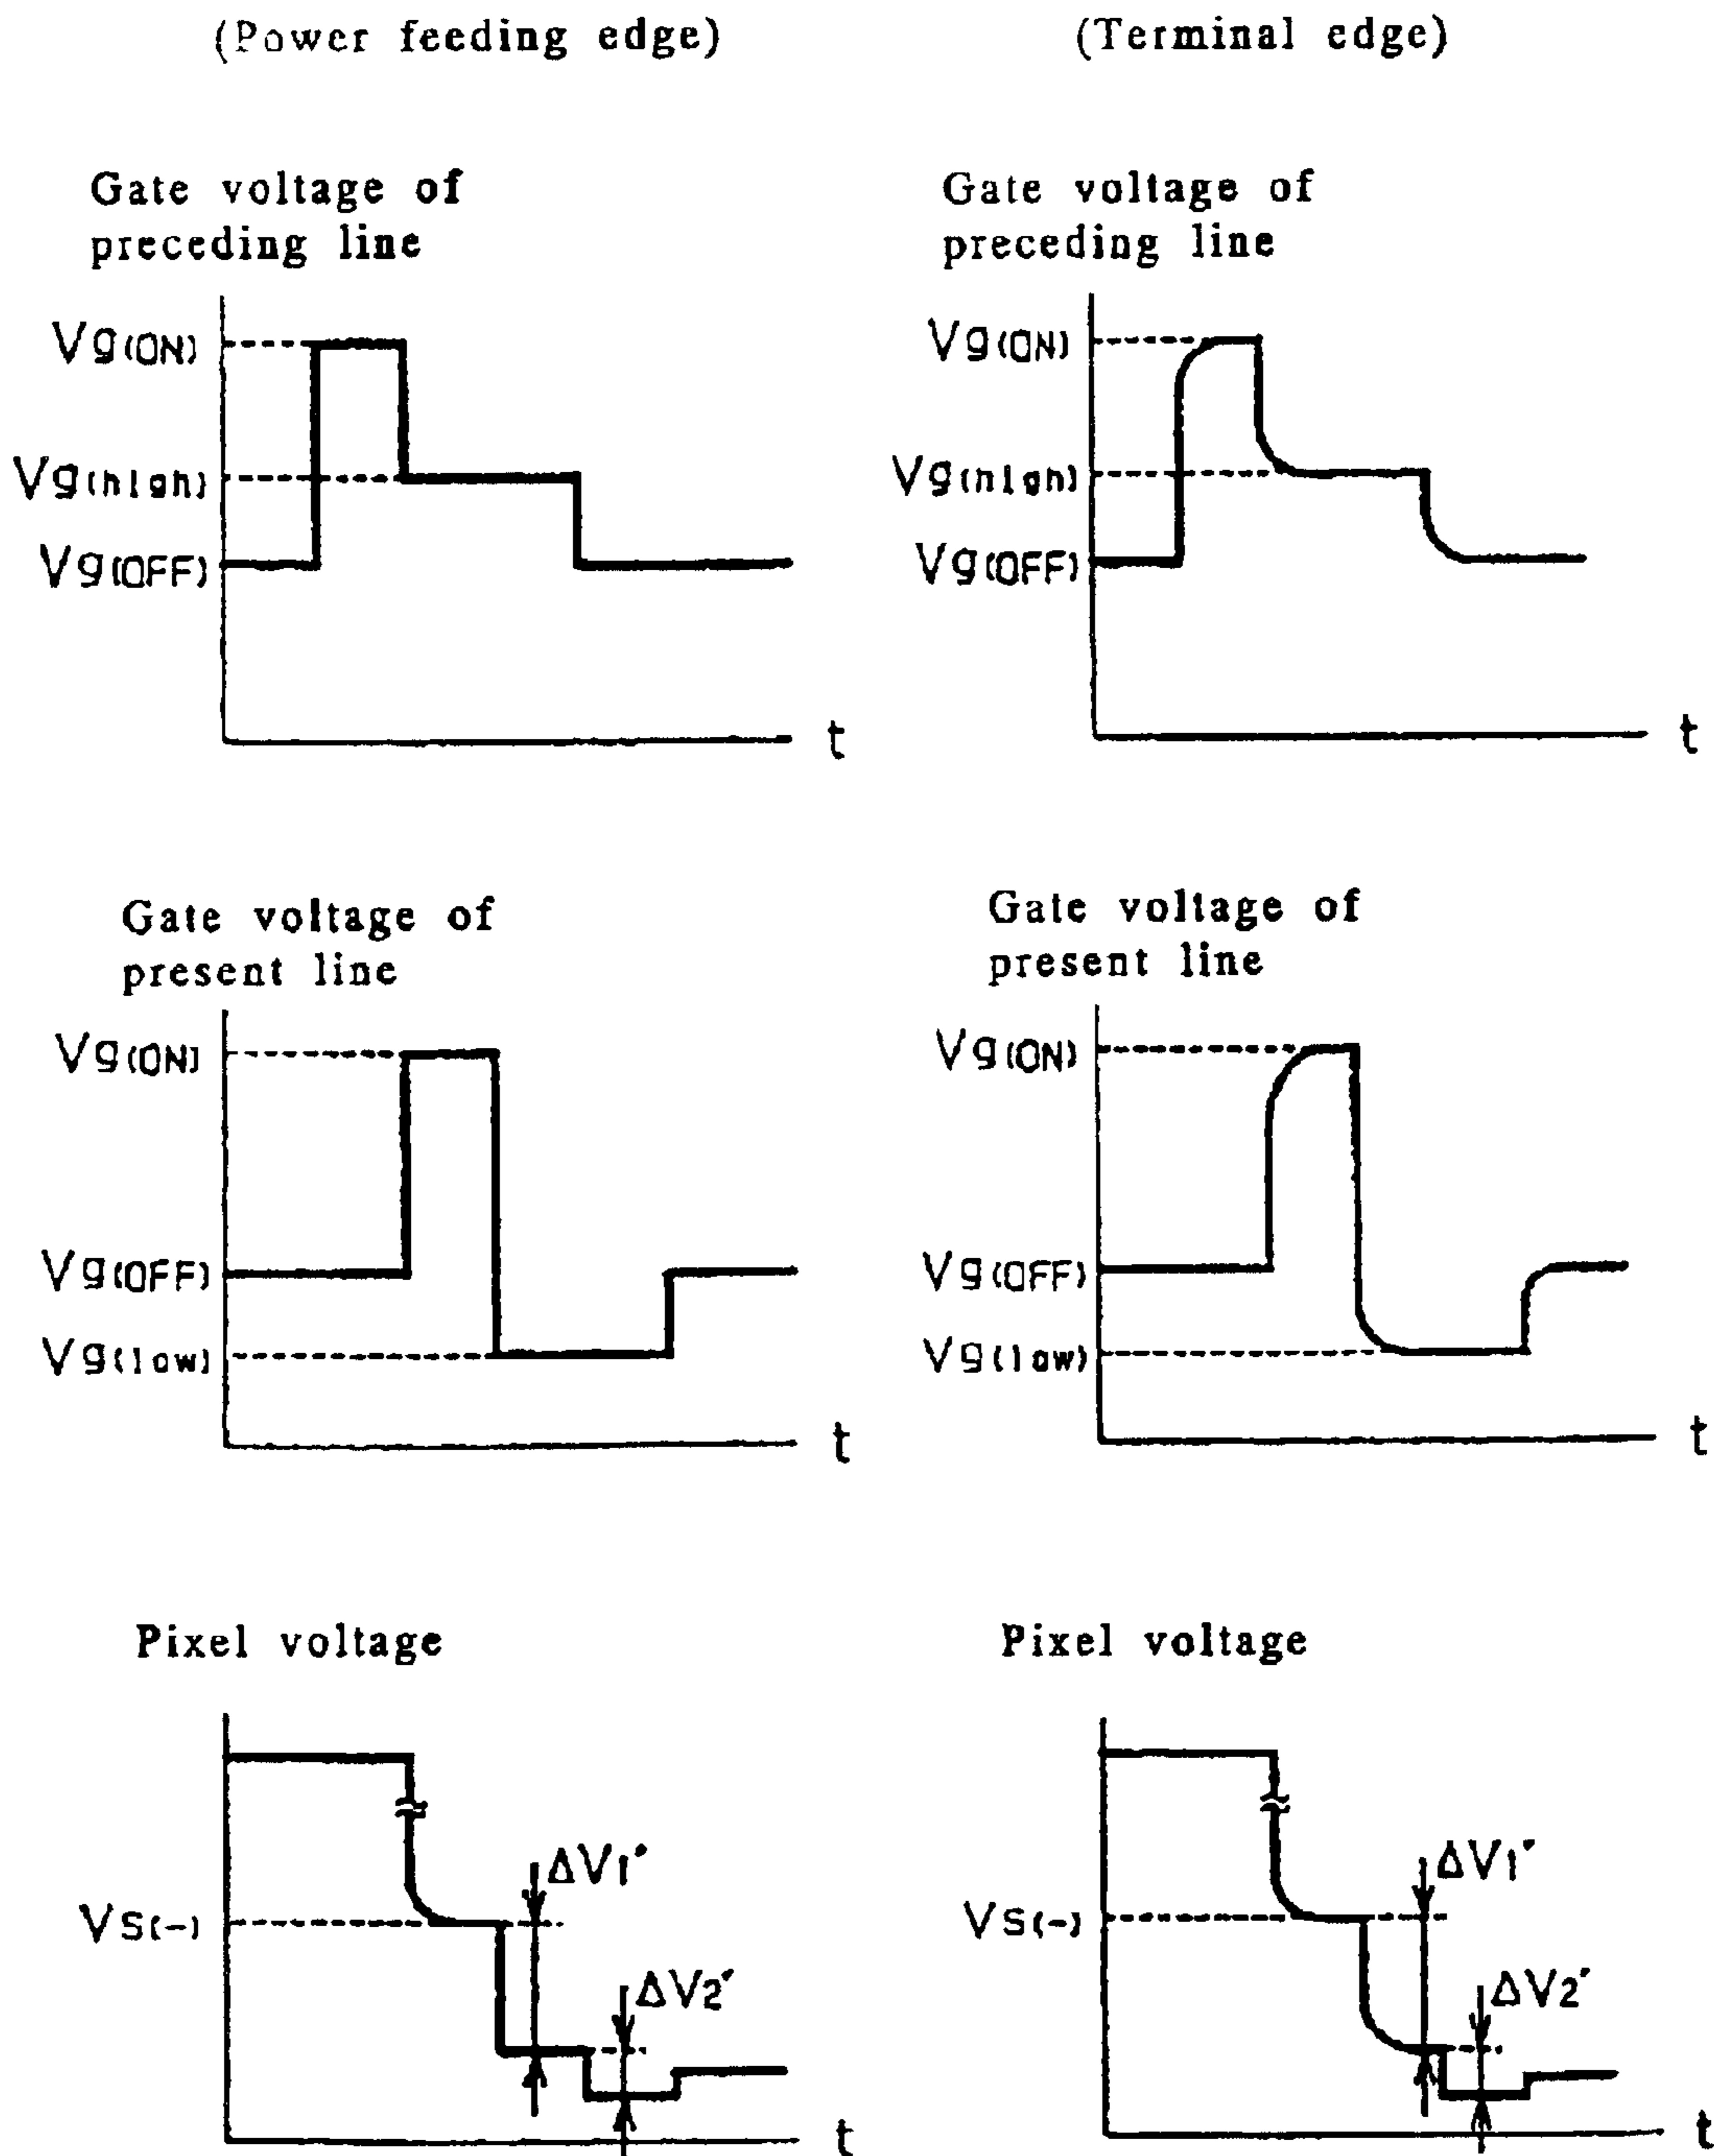 (Power feeding edge)
(Terminal edge)
Gate voltage of
preceding line
Vg(ON)
Vg(high)
Vg(OFF)
t
Gate voltage of
preceding line
Vg(ON)
Vg(high)
Vg(OFF)
t
Gate voltage of
present line
Vg(ON)
Vg(OFF)
Vg(low)
t
Gate voltage of
present line
Vg(ON)
Vg(OFF)
Vg(low)
t
Pixel voltage
ΔV1'
VS(-)
ΔV2'
t
Pixel voltage
ΔV1'
VS(-)
ΔV2'
t